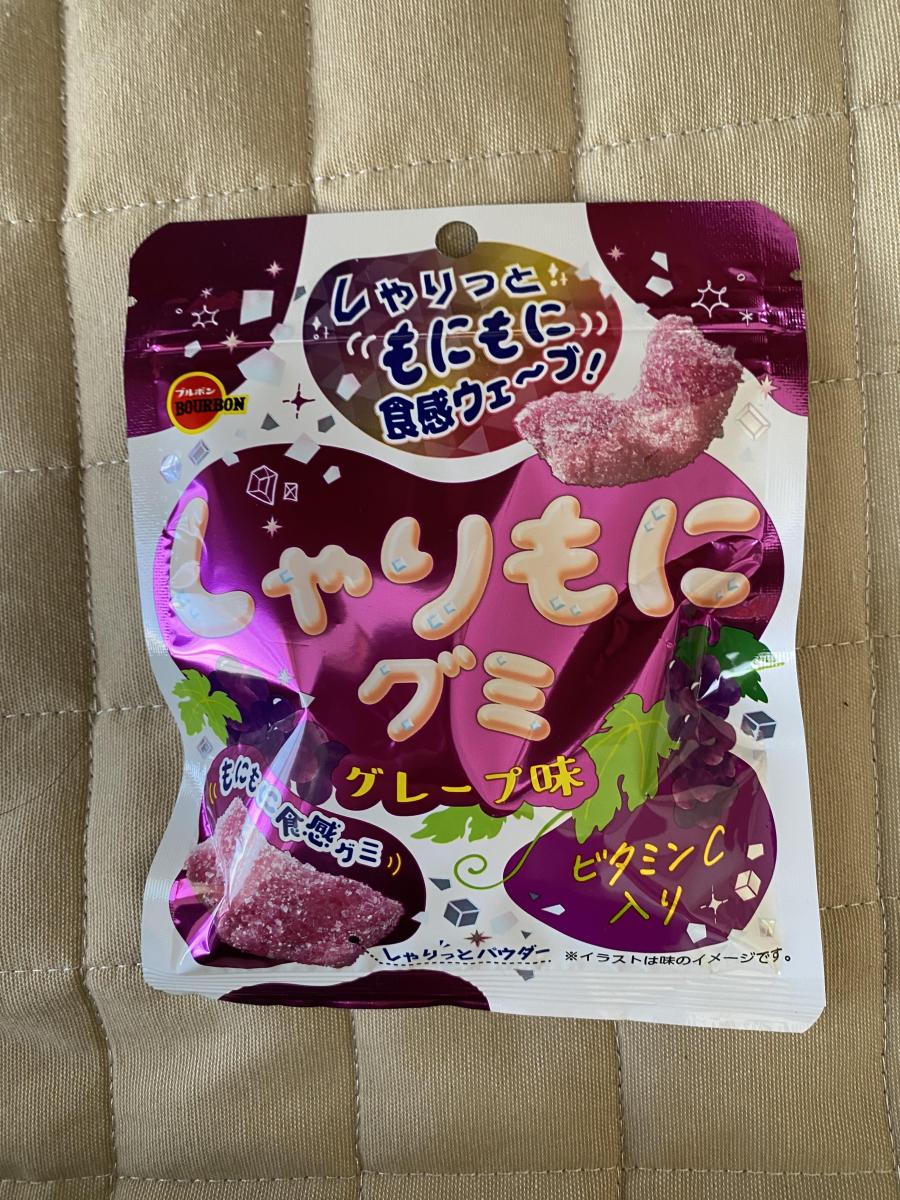 しゃりっと
もにもに
食感ウェ〜ブ!
ブルボン
BOURBON
しゃりもに
グミ
グレープ味
もにもに食感グミ
ビタミンC
入り
しゃりっとパウダー
※イラストは味のイメージです。